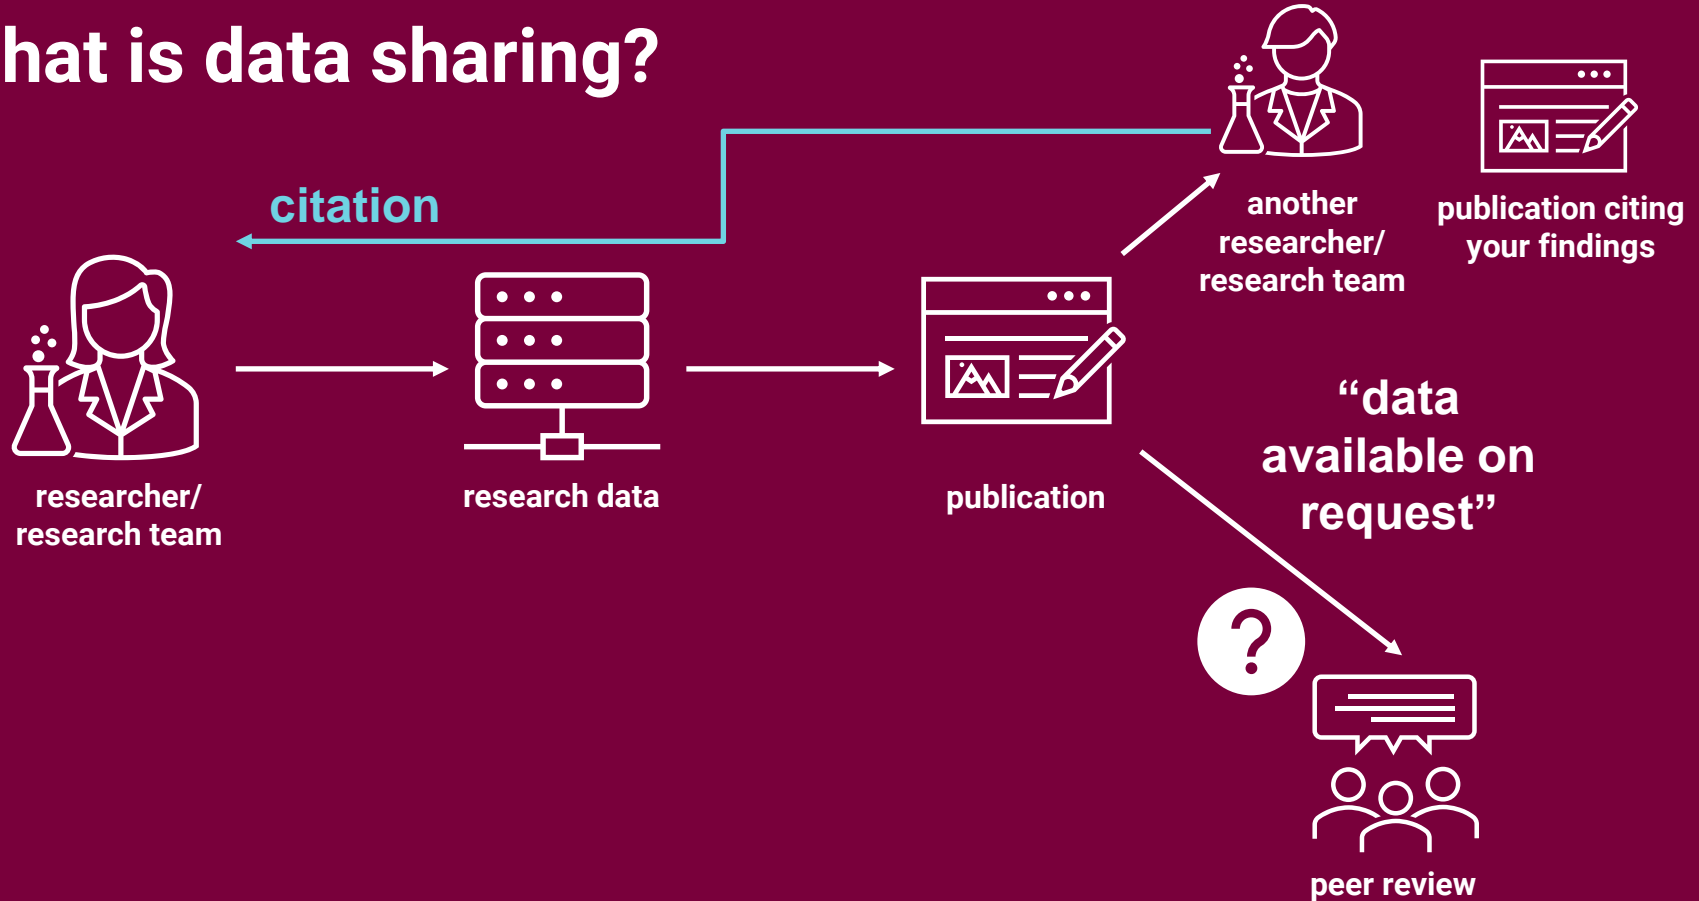 hat is data sharing?
citation
another
researcher/
research team
publication citing
your findings
researcher/
research team
research data
publication
“data
available on
request”
?
peer review